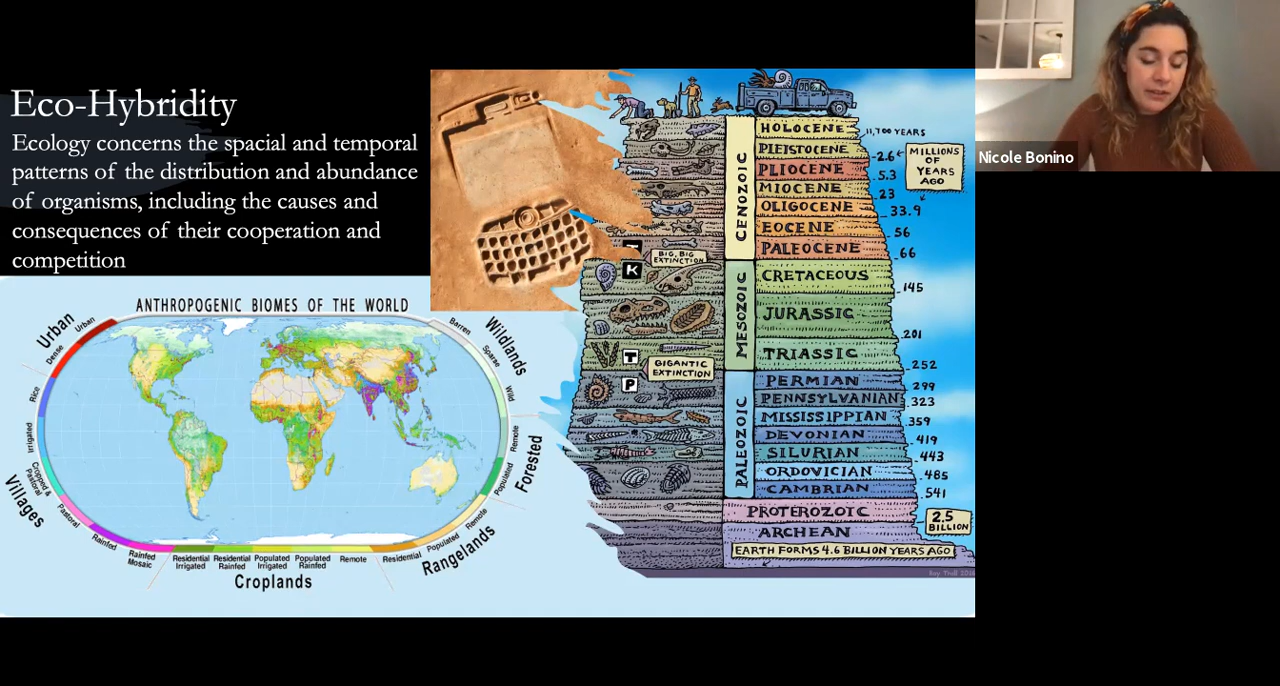 Eco-Hybridity
Ecology concerns the spacial and temporal
patterns of the distribution and abundance
of organisms, including the causes and
consequences of their cooperation and
competition
ANTHROPOGENIC BIOMES OF THE WORLD
Urban
Urban
Dense
Villages
Rice
Irrigated
Cropped &
Pastoral
Pastoral
Rainfed
Rainfed
Mosaic
Croplands
Residential
Irrigated
Residential
Rainfed
Populated
Irrigated
Populated
Rainfed
Remote
Rangelands
Residential
Populated
Remote
Forested
Populated
Remote
Wildlands
Wild
Sparse
Barren
CENOZOIC
HOLOCENE
PLEISTOCENE
PLIOCENE
MIOCENE
OLIGOCENE
EOCENE
PALEOCENE
MESOZOIC
CRETACEOUS
JURASSIC
TRIASSIC
PALEOZOIC
PERMIAN
PENNSYLVANIAN
MISSISSIPPIAN
DEVONIAN
SILURIAN
ORDOVICIAN
CAMBRIAN
PROTEROZOIC
ARCHEAN
EARTH FORMS 4.6 BILLION YEARS AGO
11,700 YEARS
MILLIONS
OF
YEARS
AGO
2.6
5.3
23
33.9
56
66
145
201
252
299
323
359
419
443
485
541
2.5
BILLION
BIG, BIG
EXTINCTION
K
GIGANTIC
EXTINCTION
T
P
Nicole Bonino